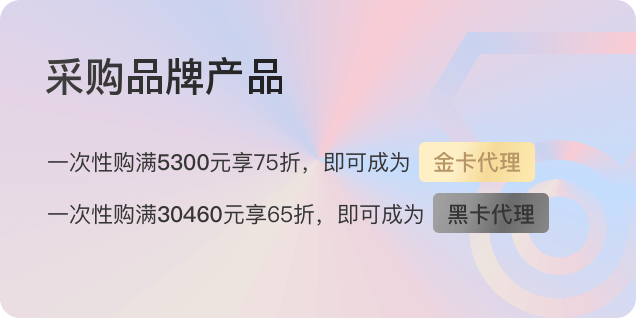 采购品牌产品
一次性购满5300元享75折，即可成为 金卡代理
一次性购满30460元享65折，即可成为 黑卡代理